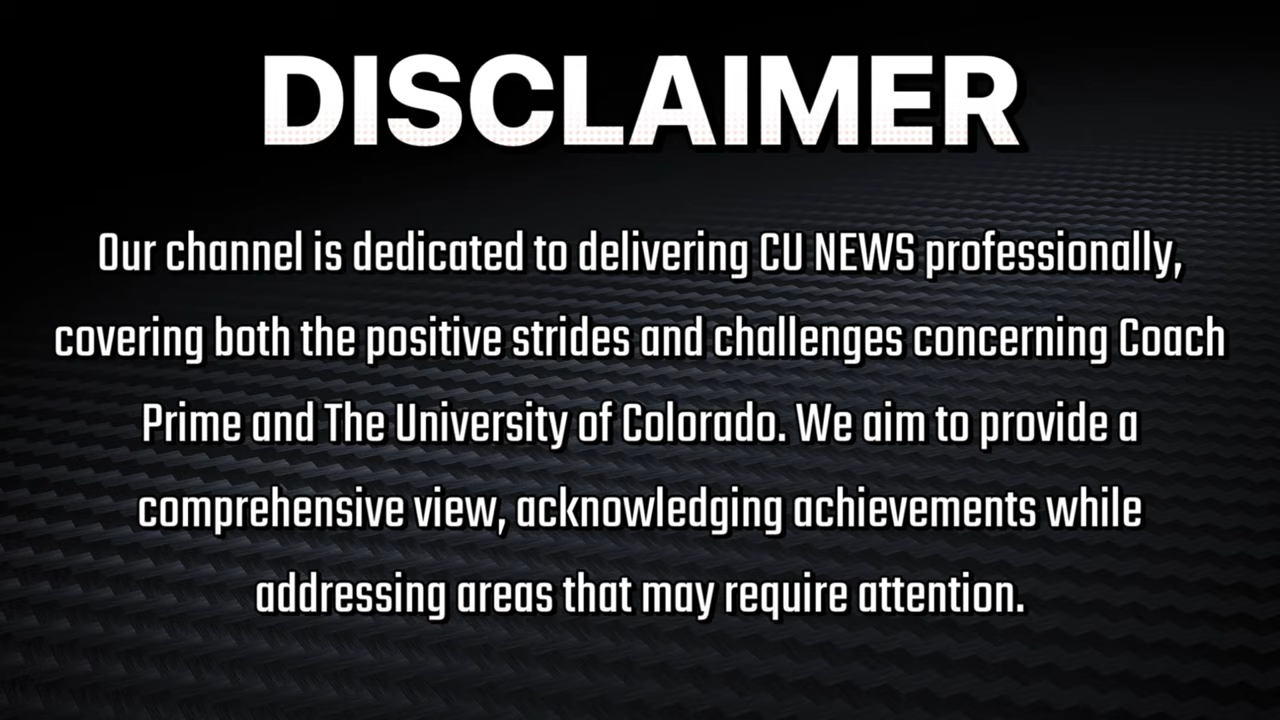 DISCLAIMER
Our channel is dedicated to delivering CU NEWS professionally,
covering both the positive strides and challenges concerning Coach
Prime and The University of Colorado. We aim to provide a
comprehensive view, acknowledging achievements while
addressing areas that may require attention.